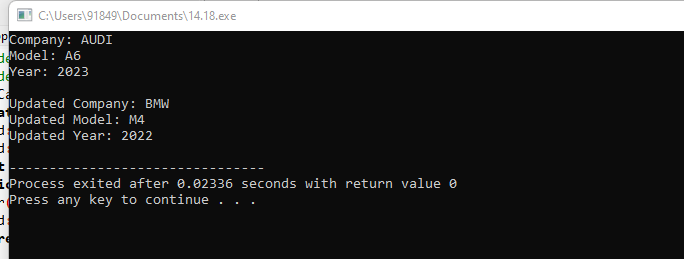 C:\Users\91849\Documents\14.18.exe
Company: AUDI
Model: A6
Year: 2023
Updated Company: BMW
Updated Model: M4
Updated Year: 2022
--------------------------------
Process exited after 0.02336 seconds with return value 0
Press any key to continue . . .